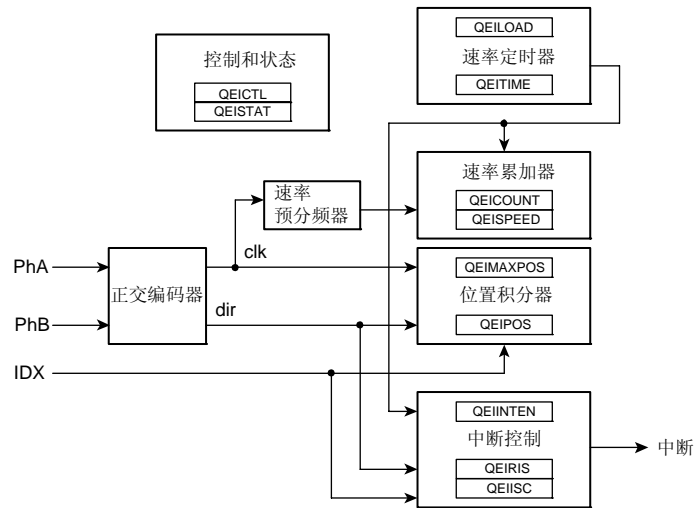 QEILOAD
速率定时器
QEITIME
控制和状态
QEICTL
QEISTAT
速率累加器
QEICOUNT
QEISPEED
速率
预分频器
PhA
PhB
IDX
正交编码器
clk
dir
QEIMAXPOS
位置积分器
QEIPOS
QEIINTEN
中断控制
QEIRIS
QEIISC
中断